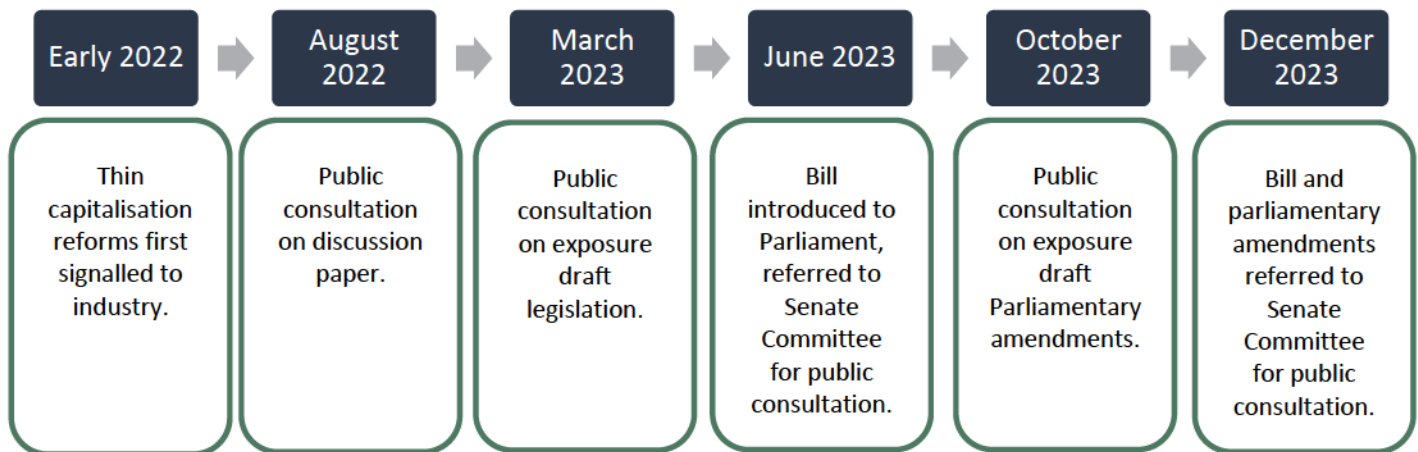 Early 2022
August
2022
March
2023
June 2023
October
2023
December
2023
Thin
capitalisation
reforms first
signalled to
industry.
Public
consultation
on discussion
paper.
Public
consultation
on exposure
draft
legislation.
Bill
introduced to
Parliament,
referred to
Senate
Committee
for public
consultation.
Public
consultation
on exposure
draft
Parliamentary
amendments.
Bill and
parliamentary
amendments
referred to
Senate
Committee
for public
consultation.